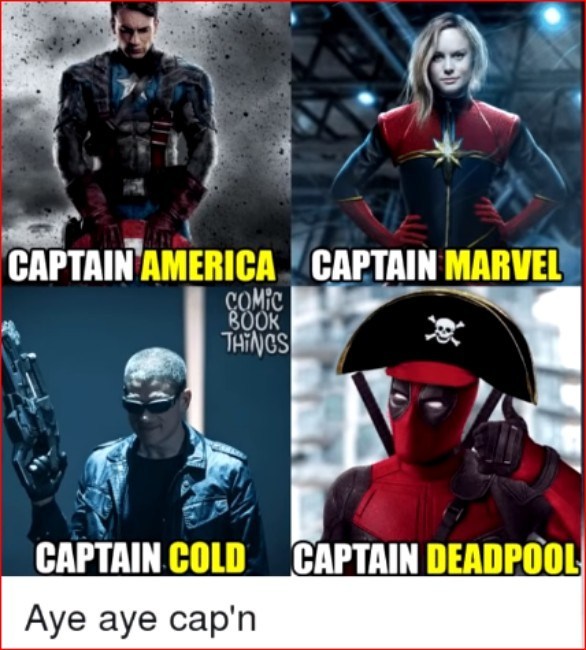 CAPTAIN AMERICA
CAPTAIN MARVEL
COMIC
BOOK
THINGS
CAPTAIN COLD
CAPTAIN DEADPOOL
Aye aye cap'n